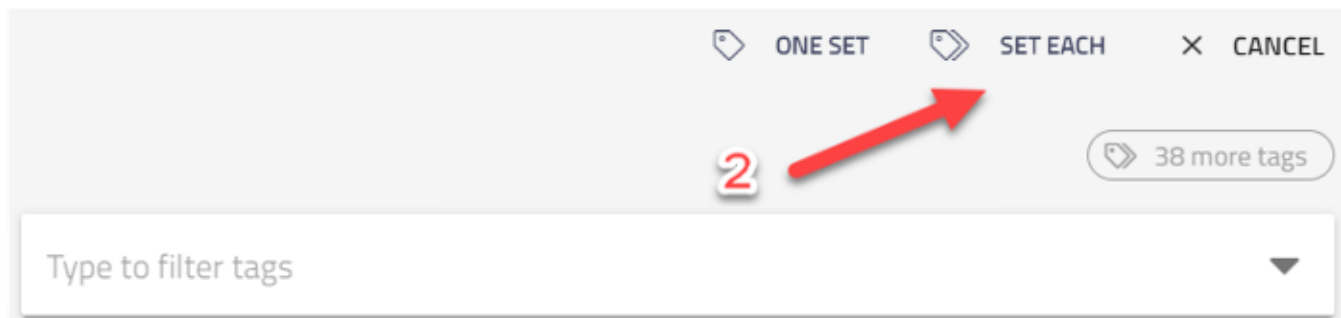 ONE SET SET EACH CANCEL
38 more tags
2
Type to filter tags